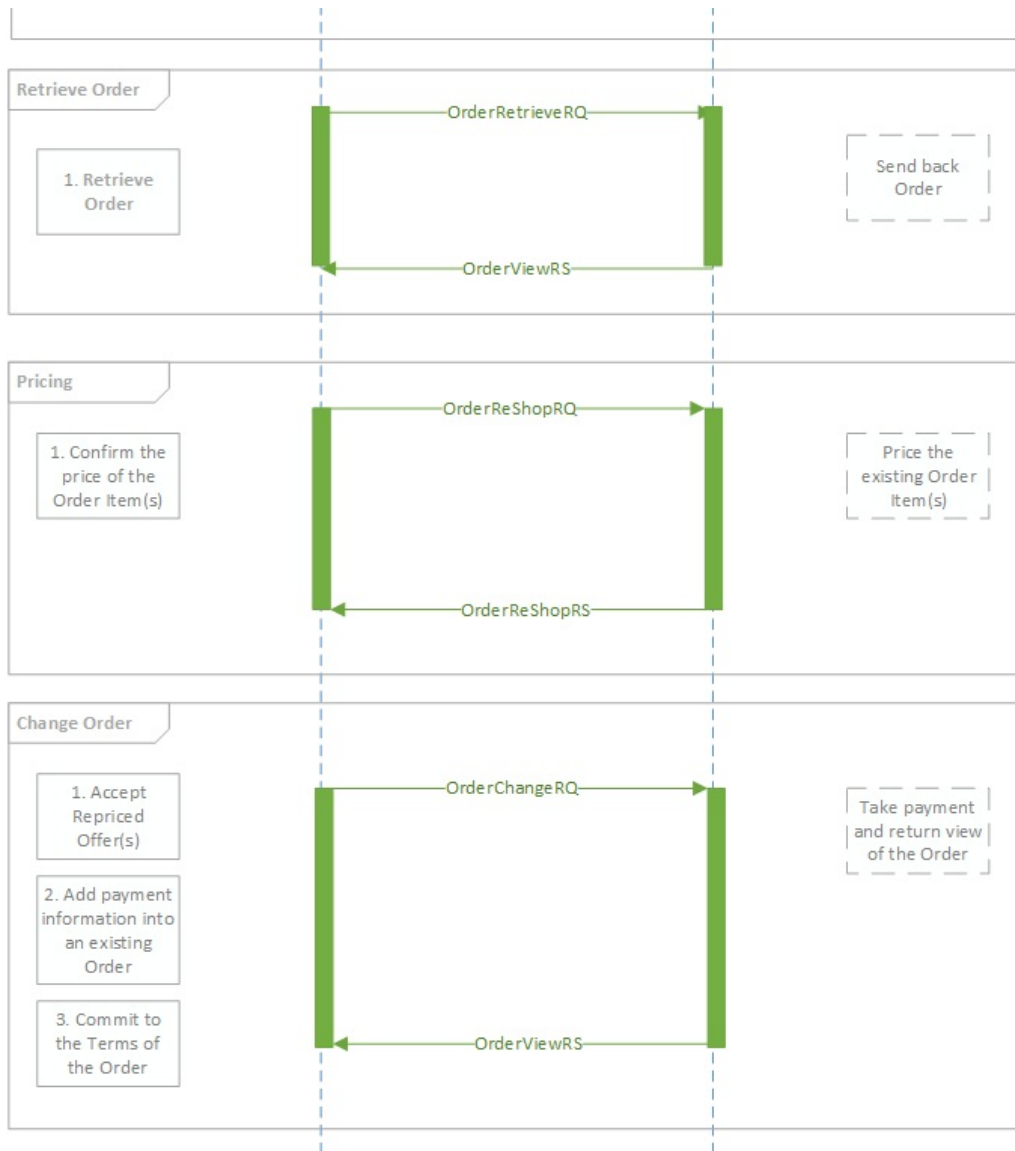 Retrieve Order
OrderRetrieveRQ
1. Retrieve
Order
Send back
Order
OrderViewRS
Pricing
OrderReShopRQ
1. Confirm the
price of the
Order Item(s)
Price the
existing Order
Item(s)
OrderReShopRS
Change Order
OrderChangeRQ
1. Accept
Repriced
Offer(s)
Take payment
and return view
of the Order
2. Add payment
information into
an existing
Order
3. Commit to
the Terms of
the Order
OrderViewRS